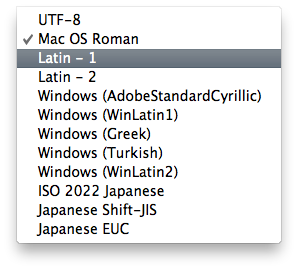 UTF-8
Mac OS Roman
Latin - 1
Latin - 2
Windows (AdobeStandardCyrillic)
Windows (WinLatin1)
Windows (Greek)
Windows (Turkish)
Windows (WinLatin2)
ISO 2022 Japanese
Japanese Shift-JIS
Japanese EUC